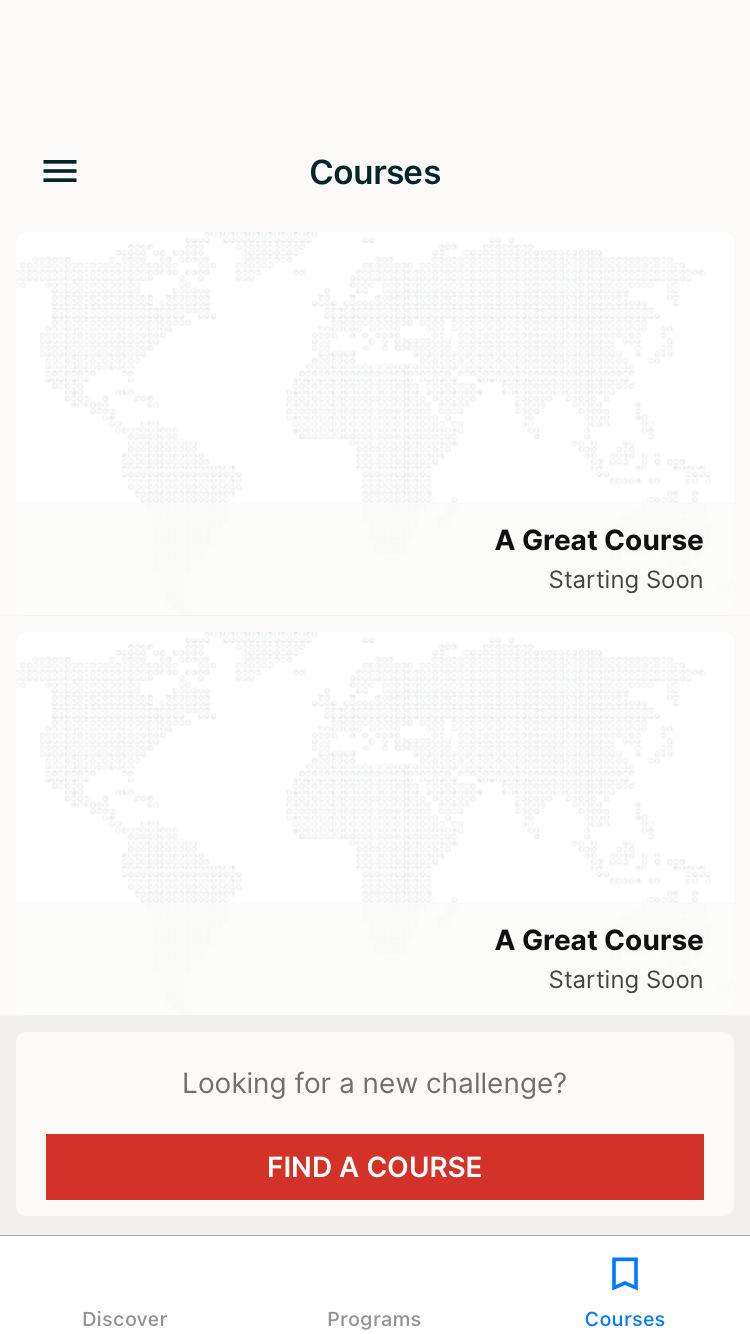 Courses
A Great Course
Starting Soon
A Great Course
Starting Soon
Looking for a new challenge?
FIND A COURSE
Discover
Programs
Courses